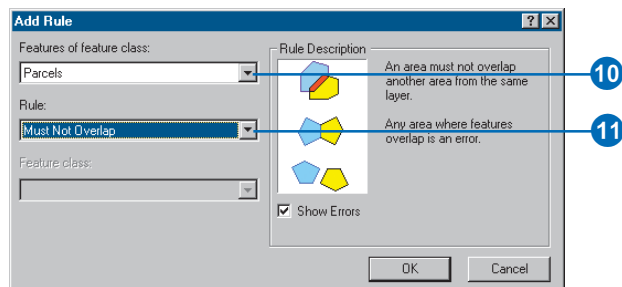 Add Rule
Features of feature class:
Parcels
Rule:
Must Not Overlap
Feature class:
Rule Description
An area must not overlap
another area from the same
layer.
Any area where features
overlap is an error.
Show Errors
OK
Cancel
10
11